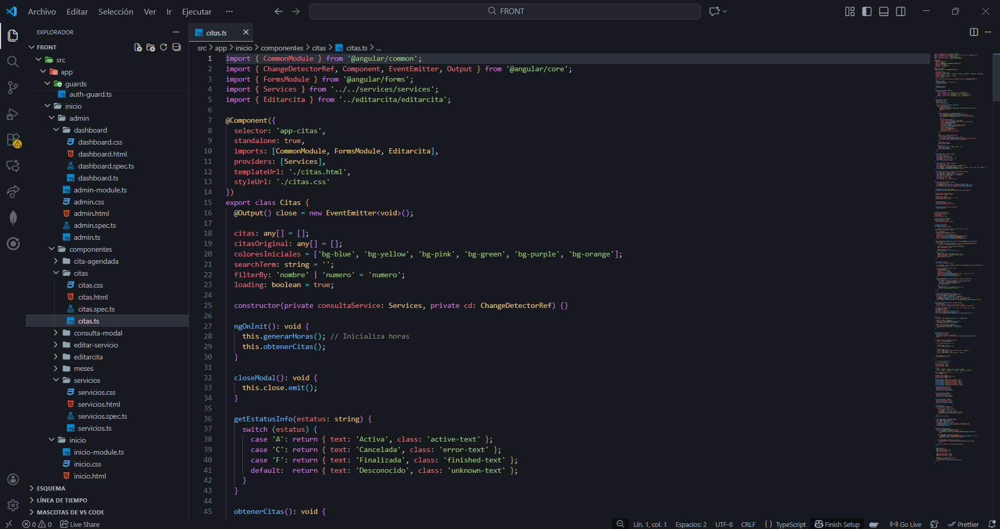 Archivo Editar Selección Ver Ir Ejecutar ··· FRONT
EXPLORADOR ···
FRONT
src
app
guards
auth-guard.ts
inicio
admin
dashboard
dashboard.css
dashboard.html
dashboard.spec.ts
dashboard.ts
admin-module.ts
admin.css
admin.html
admin.spec.ts
admin.ts
componentes
cita-agendada
citas
citas.css
citas.html
citas.spec.ts
citas.ts
consulta-modal
editar-servicio
editarcita
meses
servicios
servicios.css
servicios.html
servicios.spec.ts
servicios.ts
inicio
inicio-module.ts
inicio.css
inicio.html
ESQUEMA
LÍNEA DE TIEMPO
MASCOTAS DE VS CODE
citas.ts
src > app > inicio > componentes > citas > citas.ts > ...
1 import { CommonModule } from '@angular/common';
2 import { ChangeDetectorRef, Component, EventEmitter, Output } from '@angular/core';
3 import { FormsModule } from '@angular/forms';
4 import { Services } from '../../services/services';
5 import { Editarcita } from '../editarcita/editarcita';
6
7 @Component({
8   selector: 'app-citas',
9   standalone: true,
10   imports: [CommonModule, FormsModule, Editarcita],
11   providers: [Services],
12   templateUrl: './citas.html',
13   styleUrl: './citas.css'
14 })
15 export class Citas {
16   @Output() close = new EventEmitter<void>();
17
18   citas: any[] = [];
19   citasOriginal: any[] = [];
20   coloresIniciales = ['bg-blue', 'bg-yellow', 'bg-pink', 'bg-green', 'bg-purple', 'bg-orange'];
21   searchTerm: string = '';
22   filterBy: 'nombre' | 'numero' = 'numero';
23   loading: boolean = true;
24
25   constructor(private consultaService: Services, private cd: ChangeDetectorRef) {}
26
27   ngOnInit(): void {
28     this.generarHoras(); // Inicializa horas
29     this.obtenerCitas();
30   }
31
32   closeModal(): void {
33     this.close.emit();
34   }
35
36   getEstatusInfo(estatus: string) {
37     switch (estatus) {
38       case 'A': return { text: 'Activa', class: 'active-text' };
39       case 'C': return { text: 'Cancelada', class: 'error-text' };
40       case 'F': return { text: 'Finalizada', class: 'finished-text' };
41       default:  return { text: 'Desconocido', class: 'unknown-text' };
42     }
43   }
44
45   obtenerCitas(): void {
0 0 Live Share Lín. 1, col. 1 Espacios: 2 UTF-8 CRLF { } TypeScript Finish Setup Go Live Prettier